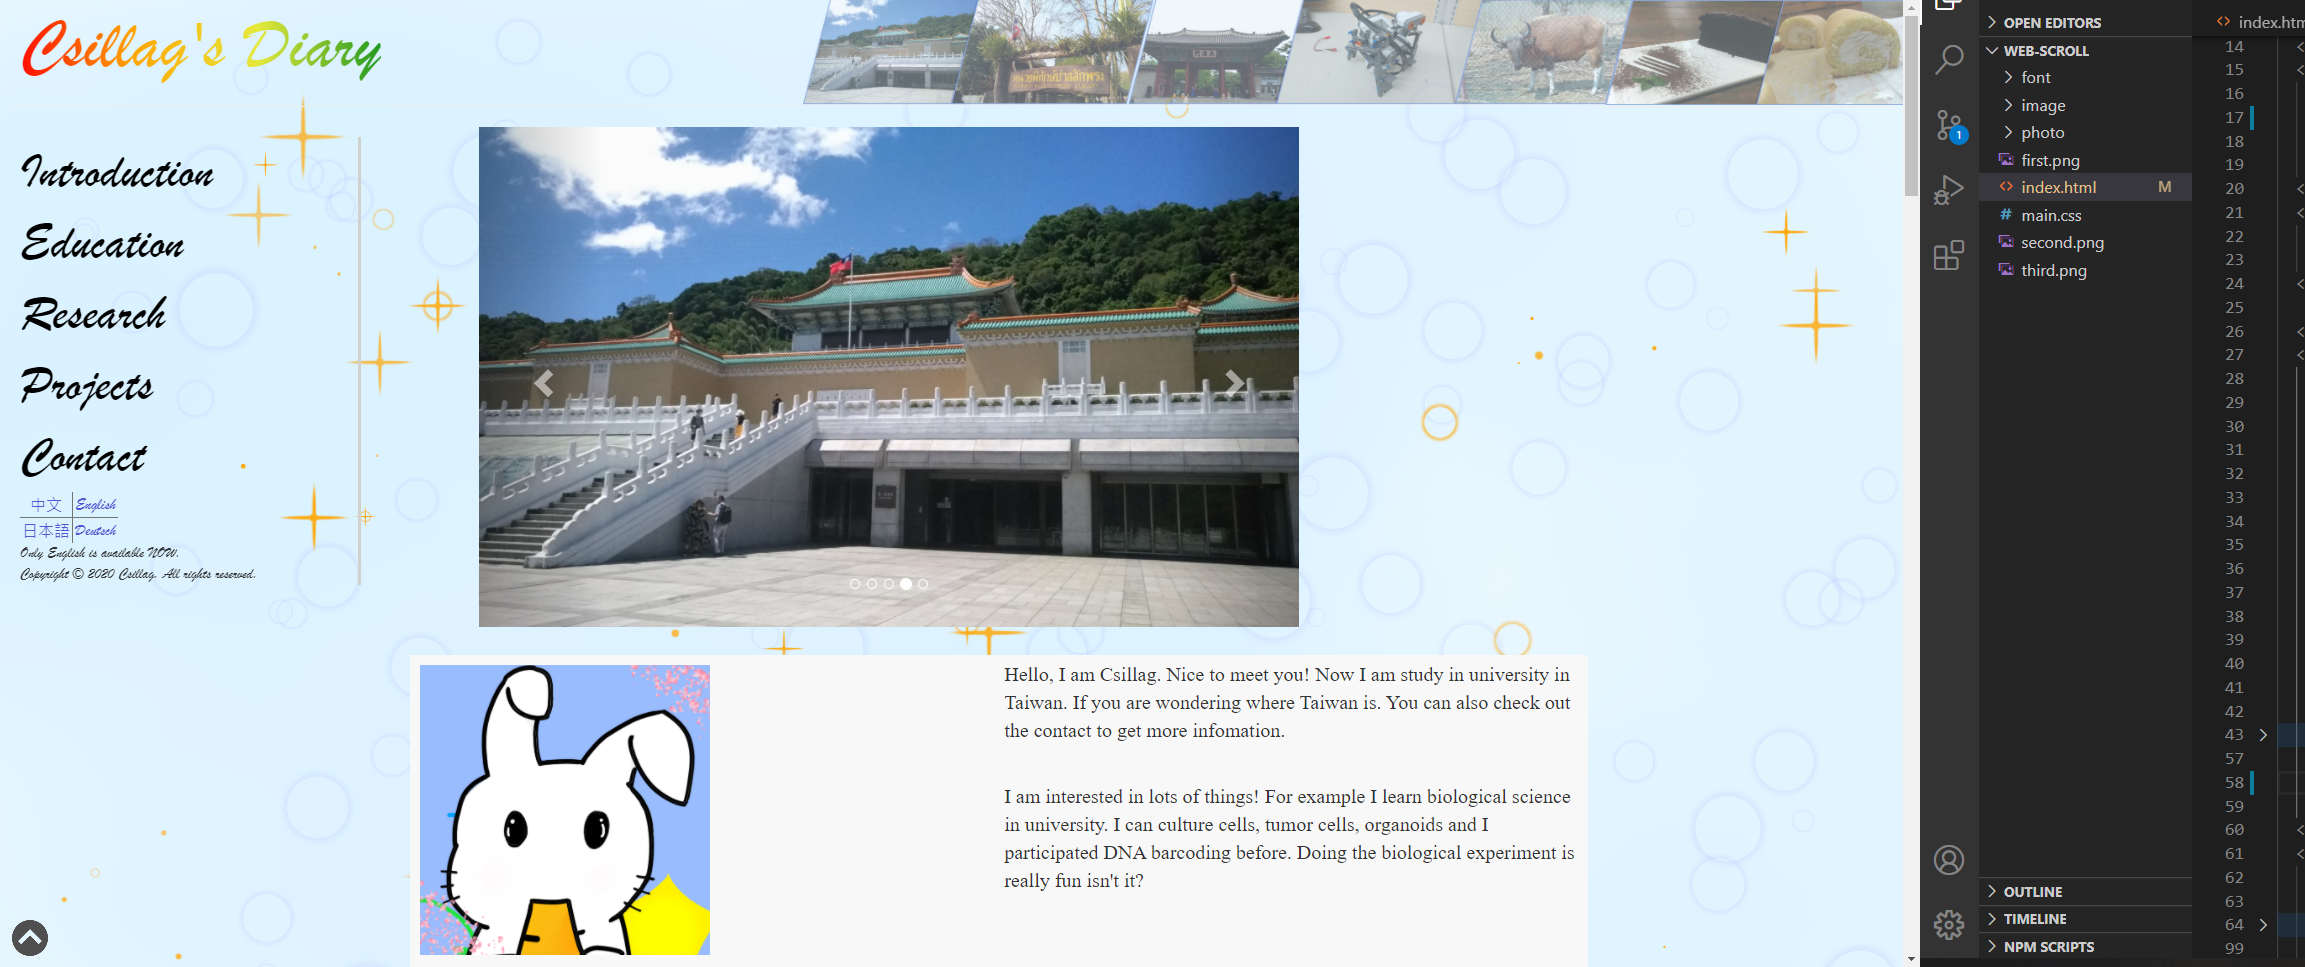 Csillag's Diary
Introduction
Education
Research
Projects
Contact
中文 English
日本語 Deutsch
Only English is available NOW.
Copyright © 2020 Csillag. All rights reserved.
Hello, I am Csillag. Nice to meet you! Now I am study in university in
Taiwan. If you are wondering where Taiwan is. You can also check out
the contact to get more infomation.
I am interested in lots of things! For example I learn biological science
in university. I can culture cells, tumor cells, organoids and I
participated DNA barcoding before. Doing the biological experiment is
really fun isn't it?
1
OPEN EDITORS
WEB-SCROLL
font
image
photo
first.png
index.html M
main.css
second.png
third.png
OUTLINE
TIMELINE
NPM SCRIPTS
14
15
16
17
18
19
20
21
22
23
24
25
26
27
28
29
30
31
32
33
34
35
36
37
38
39
40
41
42
43
57
58
59
60
61
62
63
64
99